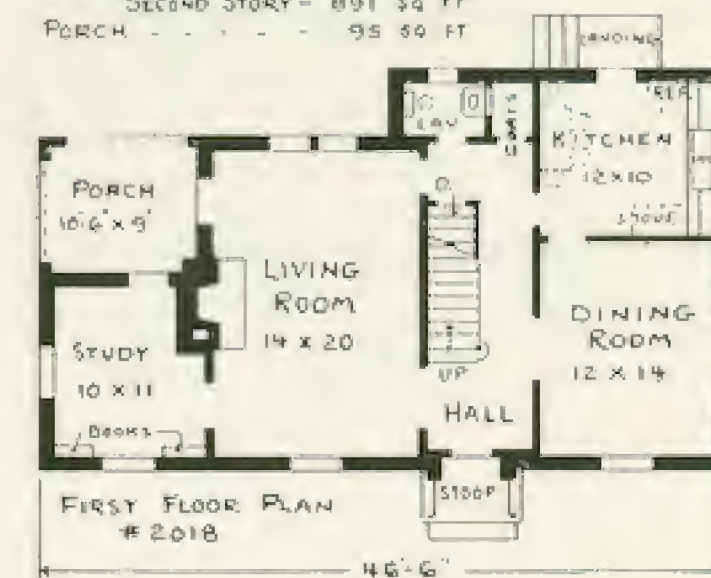 SECOND STORY - 891 SQ FT
PORCH - - - - 95 SQ FT
LANDING
LAV
REF
KITCHEN
12 X 10
STOVE
PORCH
10'6" X 9'
D
LIVING
ROOM
14 X 20
DINING
ROOM
12 X 14
STUDY
10 X 11
UP
HALL
BOOKS
STOOP
FIRST FLOOR PLAN
# 2018
46'-6"